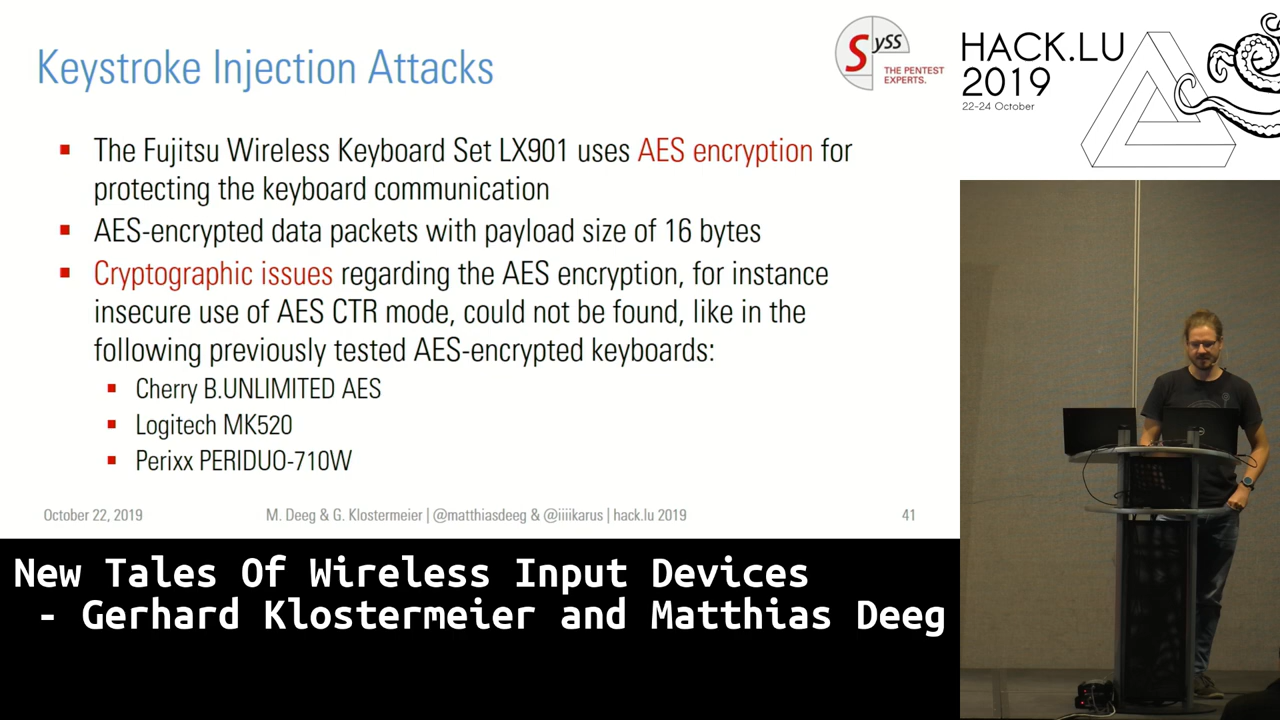 Keystroke Injection Attacks
SySS
THE PENTEST
EXPERTS.
HACK.LU
2019
22-24 October
▪ The Fujitsu Wireless Keyboard Set LX901 uses AES encryption for
protecting the keyboard communication
▪ AES-encrypted data packets with payload size of 16 bytes
▪ Cryptographic issues regarding the AES encryption, for instance
insecure use of AES CTR mode, could not be found, like in the
following previously tested AES-encrypted keyboards:
▪ Cherry B.UNLIMITED AES
▪ Logitech MK520
▪ Perixx PERIDUO-710W
October 22, 2019
M. Deeg & G. Klostermeier | @matthiasdeeg & @iiiikarus | hack.lu 2019
41
New Tales Of Wireless Input Devices
- Gerhard Klostermeier and Matthias Deeg